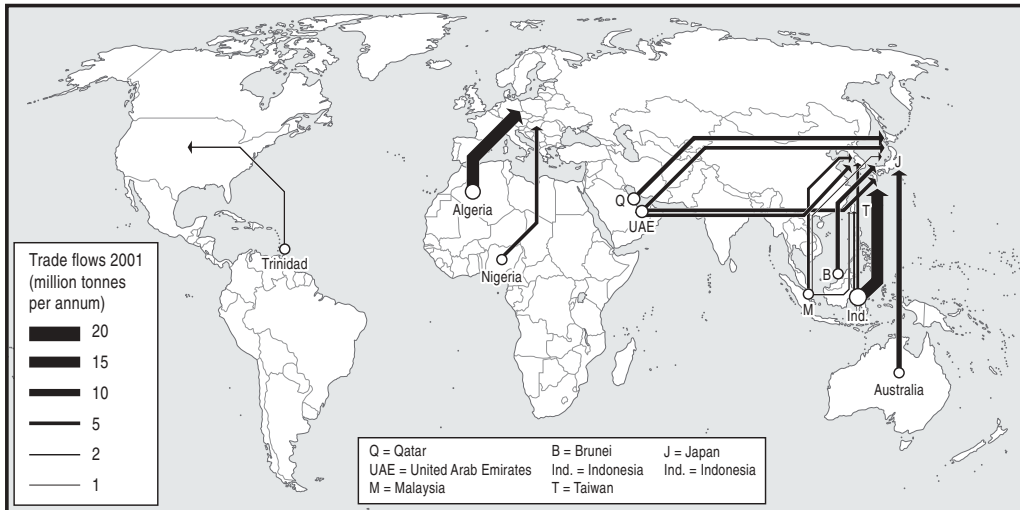 J
Q
UAE
T
Algeria
Trinidad
Nigeria
B
M
Ind.
Australia
Trade flows 2001
(million tonnes
per annum)
20
15
10
5
2
1
Q = Qatar B = Brunei J = Japan
UAE = United Arab Emirates Ind. = Indonesia Ind. = Indonesia
M = Malaysia T = Taiwan